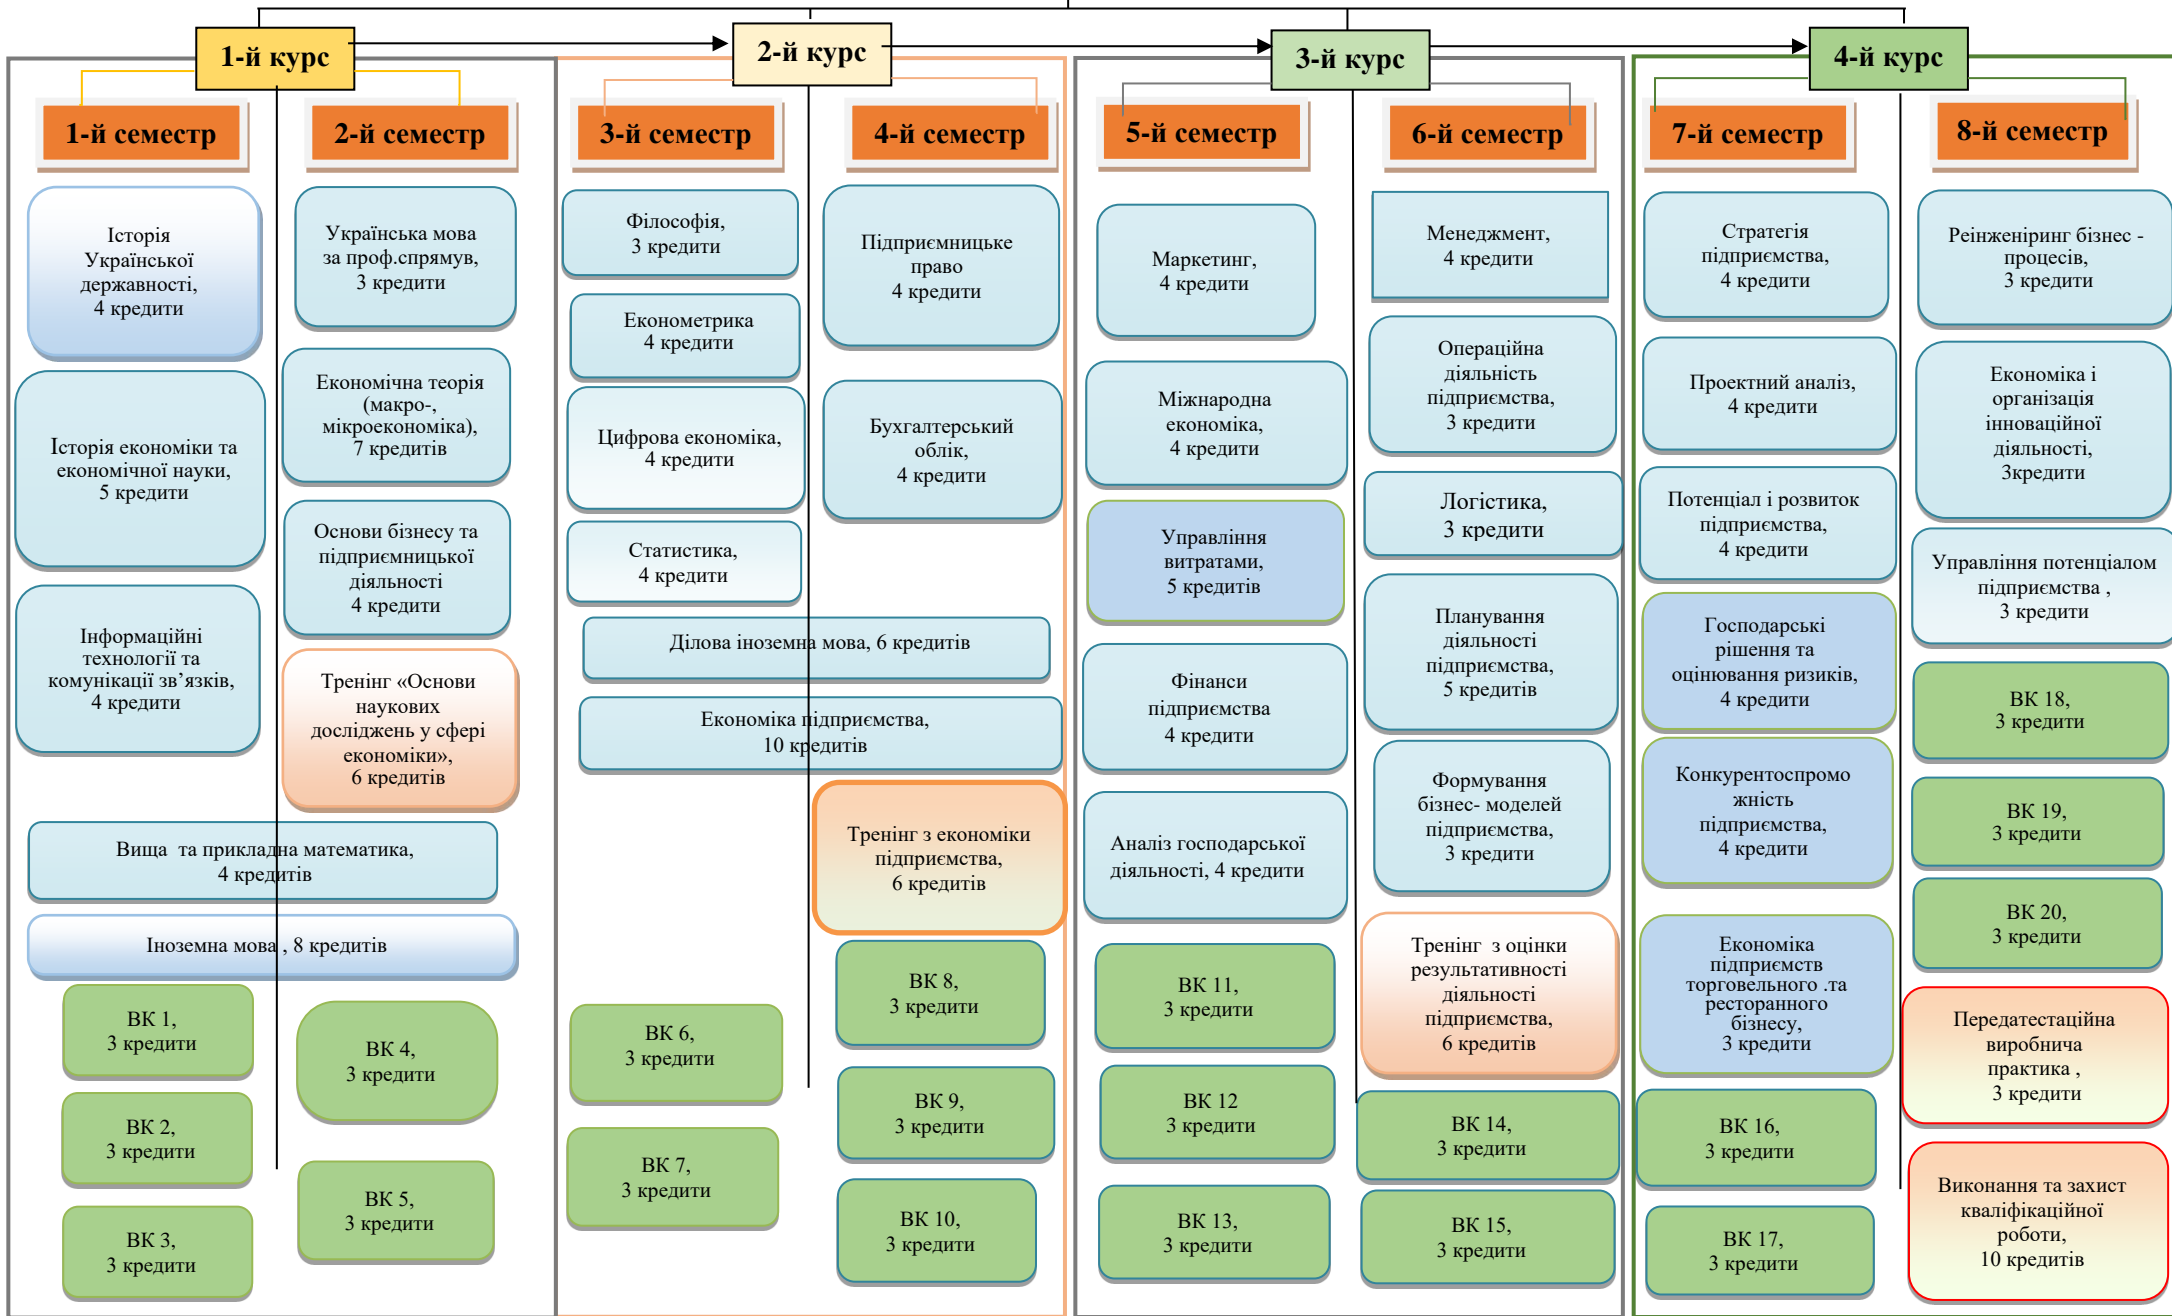 1-й курс
2-й курс
3-й курс
4-й курс
1-й семестр
2-й семестр
3-й семестр
4-й семестр
5-й семестр
6-й семестр
7-й семестр
8-й семестр
Історія
Української
державності,
4 кредити
Історія економіки та
економічної науки,
5 кредити
Інформаційні
технології та
комунікації зв’язків,
4 кредити
Українська мова
за проф.спрямув,
3 кредити
Економічна теорія
(макро-,
мікроекономіка),
7 кредитів
Основи бізнесу та
підприємницької
діяльності
4 кредити
Тренінг «Основи
наукових
досліджень у сфері
економіки»,
6 кредитів
Вища та прикладна математика,
4 кредитів
Іноземна мова , 8 кредитів
ВК 1,
3 кредити
ВК 2,
3 кредити
ВК 3,
3 кредити
ВК 4,
3 кредити
ВК 5,
3 кредити
Філософія,
3 кредити
Економетрика
4 кредити
Цифрова економіка,
4 кредити
Статистика,
4 кредити
Підприємницьке
право
4 кредити
Бухгалтерський
облік,
4 кредити
Ділова іноземна мова, 6 кредитів
Економіка підприємства,
10 кредитів
Тренінг з економіки
підприємства,
6 кредитів
ВК 6,
3 кредити
ВК 7,
3 кредити
ВК 8,
3 кредити
ВК 9,
3 кредити
ВК 10,
3 кредити
Маркетинг,
4 кредити
Міжнародна
економіка,
4 кредити
Управління
витратами,
5 кредитів
Фінанси
підприємства
4 кредити
Аналіз господарської
діяльності, 4 кредити
ВК 11,
3 кредити
ВК 12
3 кредити
ВК 13,
3 кредити
Менеджмент,
4 кредити
Операційна
діяльність
підприємства,
3 кредити
Логістика,
3 кредити
Планування
діяльності
підприємства,
5 кредитів
Формування
бізнес- моделей
підприємства,
3 кредити
Тренінг з оцінки
результативності
діяльності
підприємства,
6 кредитів
ВК 14,
3 кредити
ВК 15,
3 кредити
Стратегія
підприємства,
4 кредити
Проектний аналіз,
4 кредити
Потенціал і розвиток
підприємства,
4 кредити
Господарські
рішення та
оцінювання ризиків,
4 кредити
Конкурентоспромо
жність
підприємства,
4 кредити
Економіка
підприємств
торговельного .та
ресторанного
бізнесу,
3 кредити
ВК 16,
3 кредити
ВК 17,
3 кредити
Реінженіринг бізнес -
процесів,
3 кредити
Економіка і
організація
інноваційної
діяльності,
3кредити
Управління потенціалом
підприємства ,
3 кредити
ВК 18,
3 кредити
ВК 19,
3 кредити
ВК 20,
3 кредити
Передатестаційна
виробнича
практика ,
3 кредити
Виконання та захист
кваліфікаційної
роботи,
10 кредитів